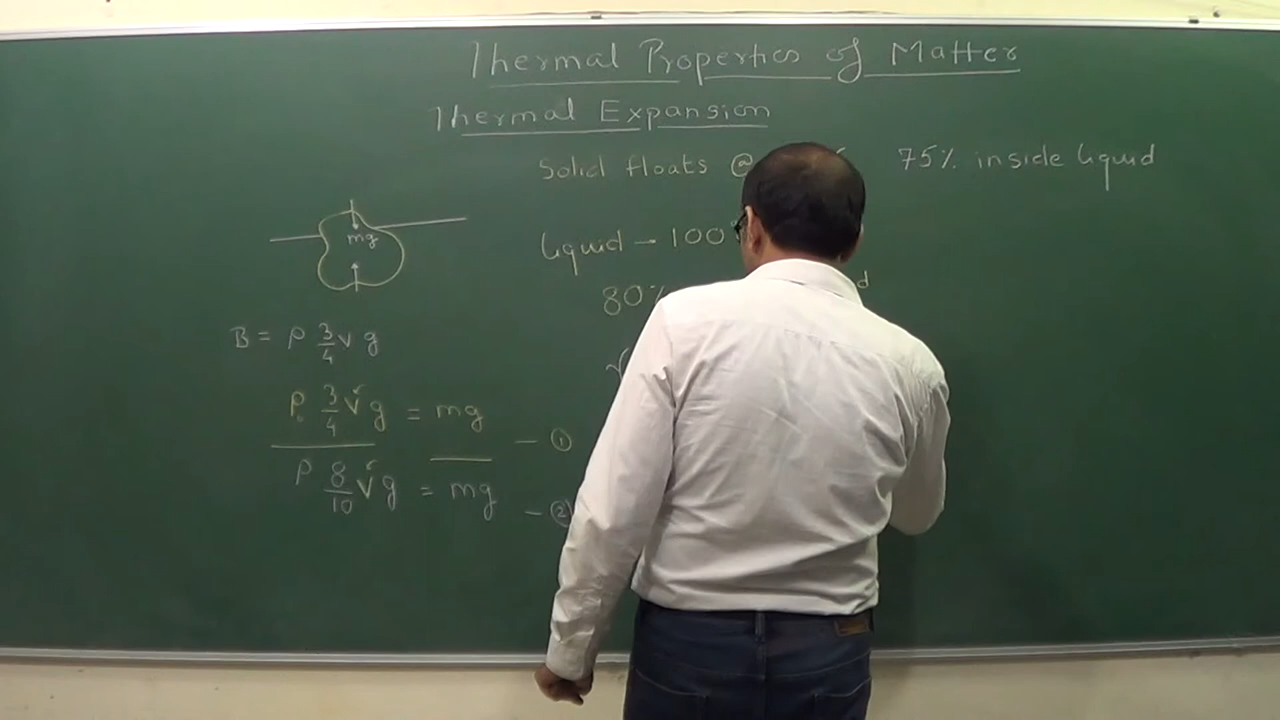 Thermal Properties of Matter
Thermal Expansion
Solid floats @ 75% inside liquid
mg
liquid - 100°
80%
B = ρ 3/4 v g
ρ₀ 3/4 V g = mg - ①
ρ 8/10 V g = mg - ②